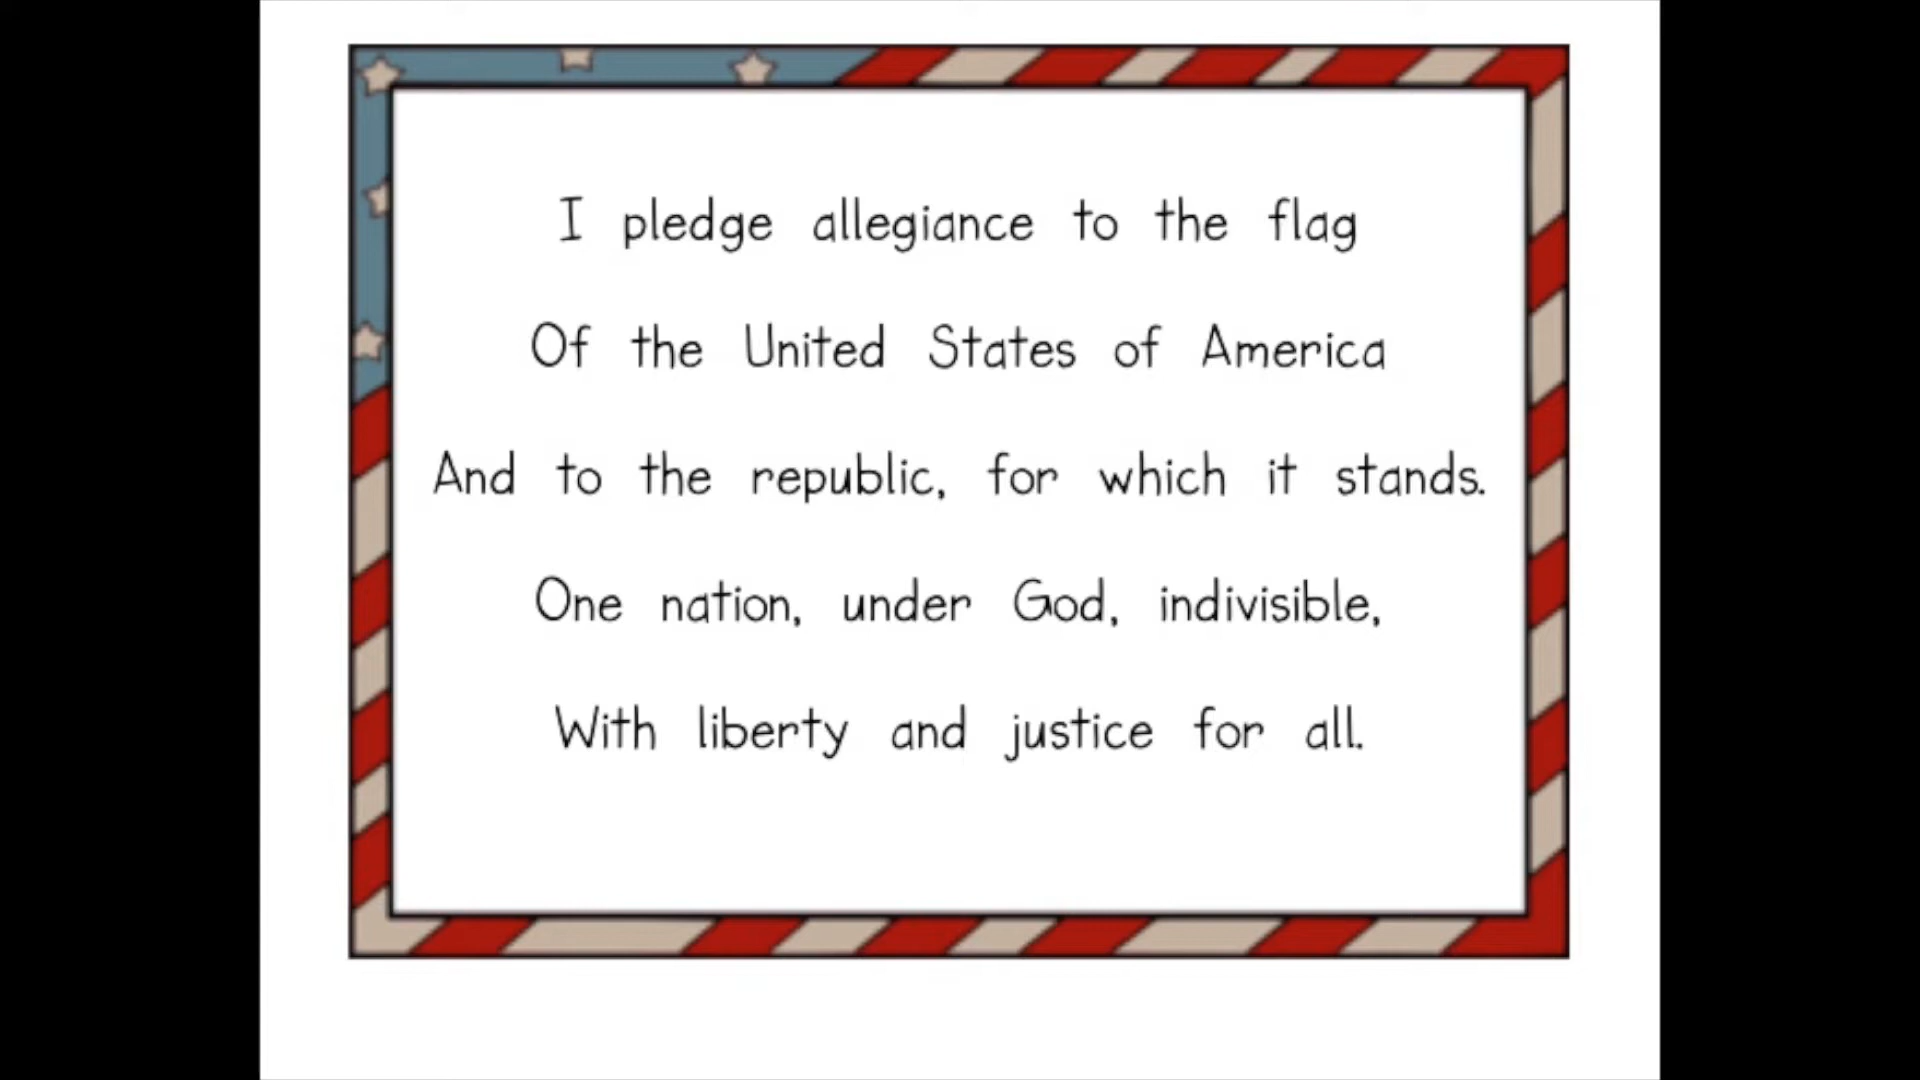 I pledge allegiance to the flag
Of the United States of America
And to the republic, for which it stands.
One nation, under God, indivisible,
With liberty and justice for all.